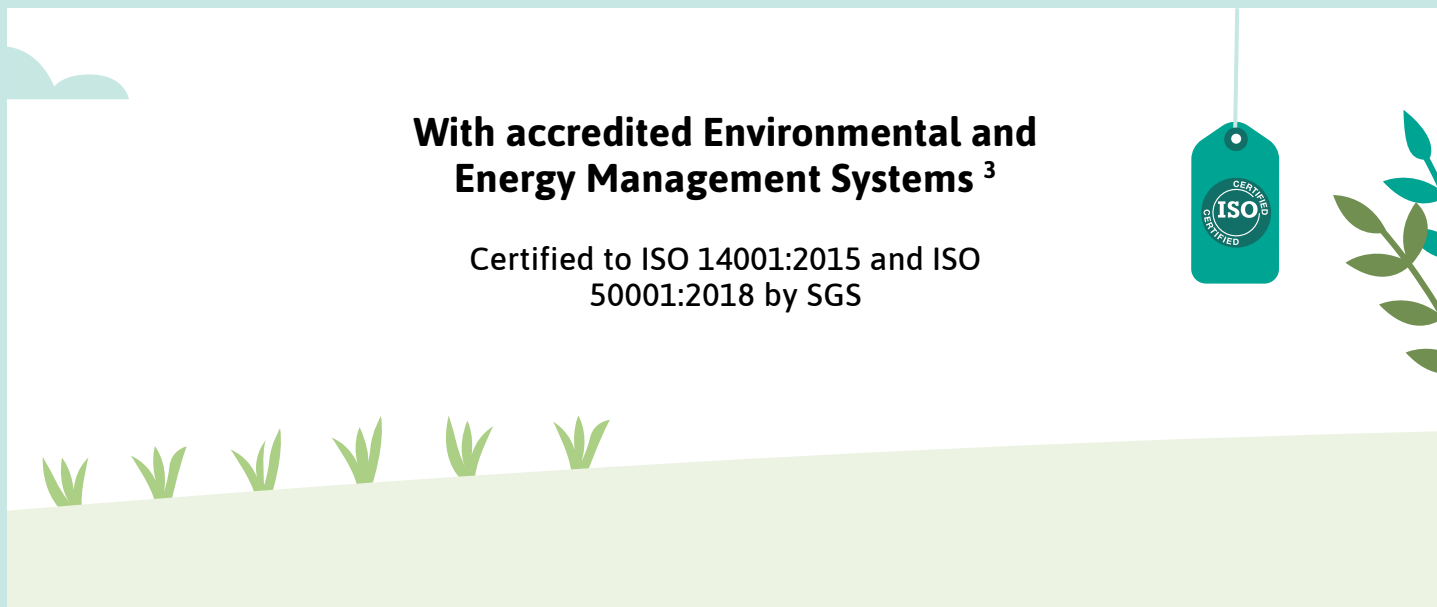 With accredited Environmental and
Energy Management Systems ³
Certified to ISO 14001:2015 and ISO
50001:2018 by SGS
CERTIFIED
ISO
CERTIFIED